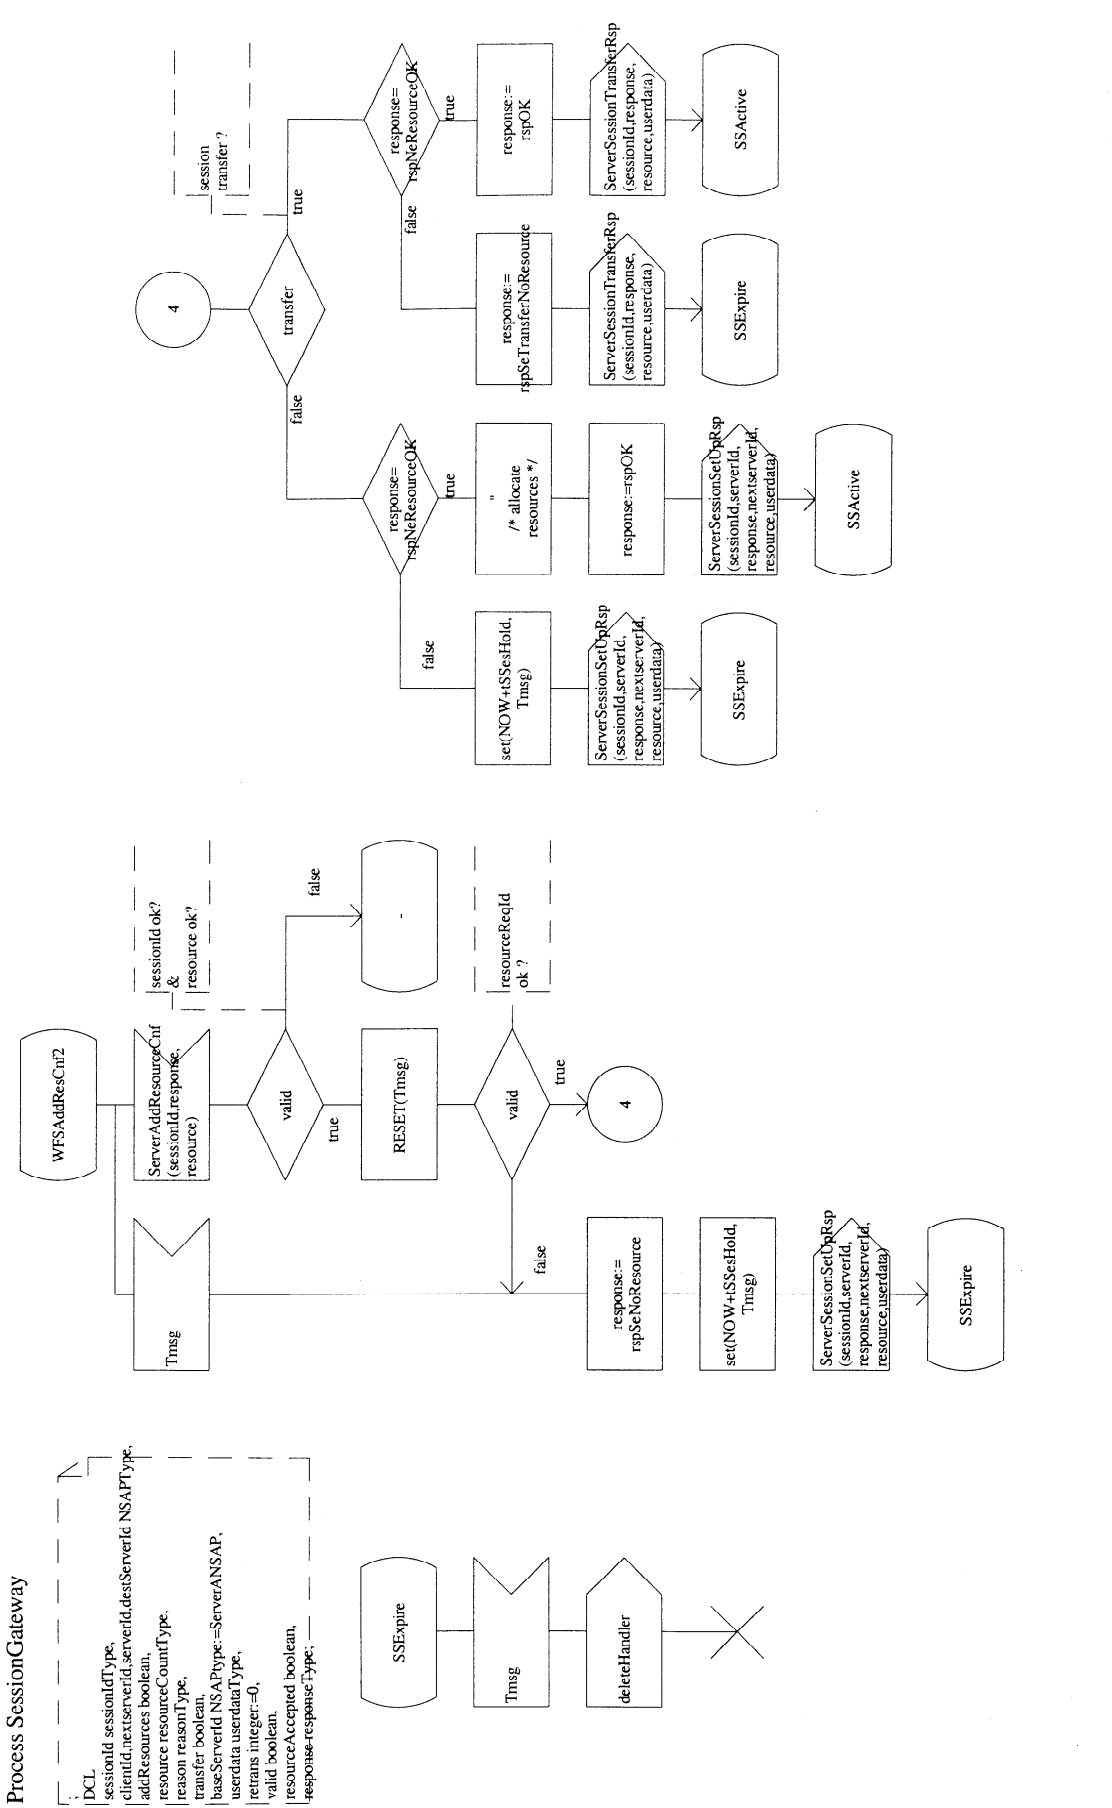 Process SessionGateway
;
DCL
sessionId sessionIdType,
clientId,nextserverId,serverId,destServerId NSAPType,
addResources boolean,
resource resourceCountType,
reason reasonType,
transfer boolean,
baseServerId NSAPtype:=ServerANSAP,
userdata userdataType,
retrans integer:=0,
valid boolean,
resourceAccepted boolean,
response responseType;
SSExpire
Tmsg
deleteHandler
WFSAddResCnf2
Tmsg
ServerAddResourceCnf
(sessionId,response,
resource)
sessionId ok?
&
resource ok?
valid
false
true
-
RESET(Tmsg)
valid
resourceReqId
ok ?
false
true
4
response:=
rspSeNoResource
set(NOW+tSSesHold,
Tmsg)
ServerSessionSetUpRsp
(sessionId,serverId,
response,nextserverId,
resource,userdata)
SSExpire
4
session
transfer ?
transfer
false
true
response=
rspNeResourceOK
false
true
set(NOW+tSSesHold,
Tmsg)
ServerSessionSetUpRsp
(sessionId,serverId,
response,nextserverId,
resource,userdata)
SSExpire
''
/* allocate
resources */
response:=rspOK
ServerSessionSetUpRsp
(sessionId,serverId,
response,nextserverId,
resource,userdata)
SSActive
response=
rspNeResourceOK
false
true
response:=
rspSeTransferNoResource
ServerSessionTransferRsp
(sessionId,response,
resource,userdata)
SSExpire
response:=
rspOK
ServerSessionTransferRsp
(sessionId,response,
resource,userdata)
SSActive